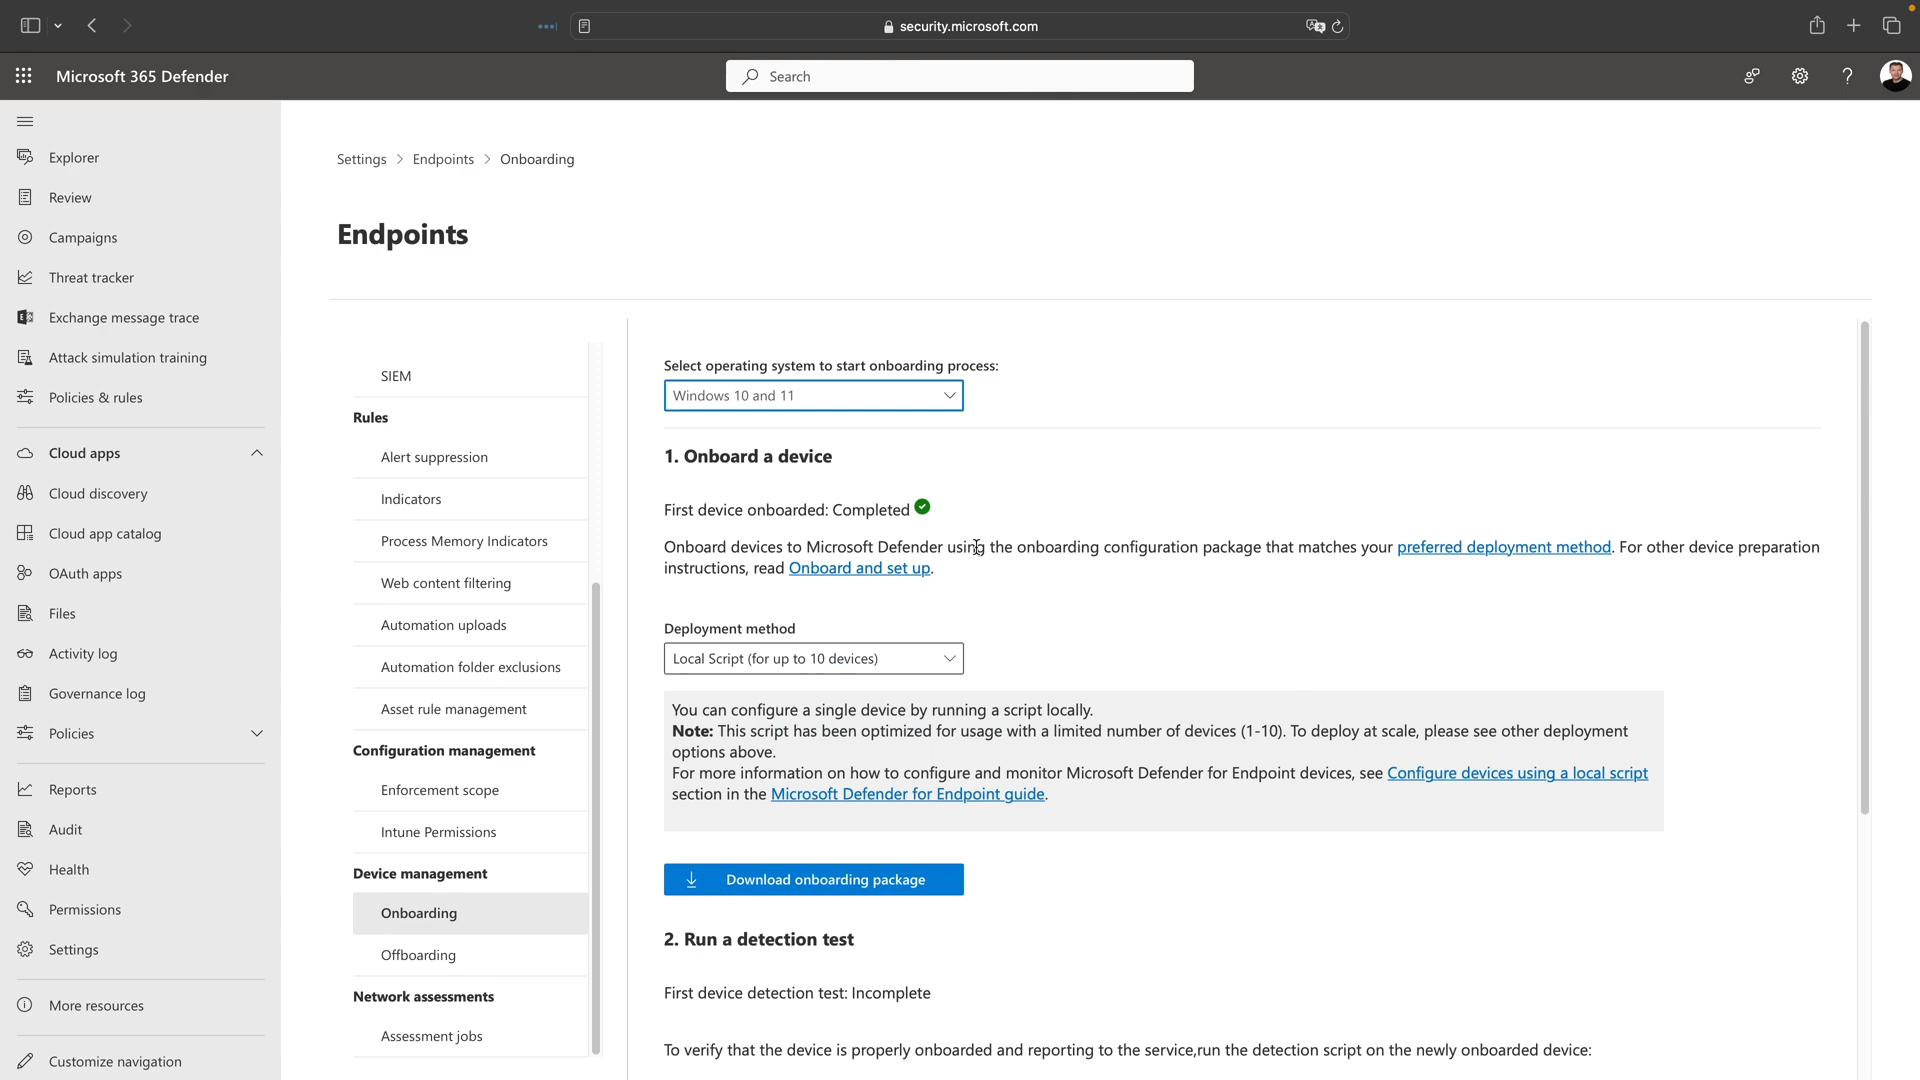 security.microsoft.com
Microsoft 365 Defender
Search
Explorer
Review
Campaigns
Threat tracker
Exchange message trace
Attack simulation training
Policies & rules
Cloud apps
Cloud discovery
Cloud app catalog
OAuth apps
Files
Activity log
Governance log
Policies
Reports
Audit
Health
Permissions
Settings
More resources
Customize navigation
Settings > Endpoints > Onboarding
Endpoints
SIEM
Rules
Alert suppression
Indicators
Process Memory Indicators
Web content filtering
Automation uploads
Automation folder exclusions
Asset rule management
Configuration management
Enforcement scope
Intune Permissions
Device management
Onboarding
Offboarding
Network assessments
Assessment jobs
Select operating system to start onboarding process:
Windows 10 and 11
1. Onboard a device
First device onboarded: Completed
Onboard devices to Microsoft Defender using the onboarding configuration package that matches your preferred deployment method. For other device preparation
instructions, read Onboard and set up.
Deployment method
Local Script (for up to 10 devices)
You can configure a single device by running a script locally.
Note: This script has been optimized for usage with a limited number of devices (1-10). To deploy at scale, please see other deployment
options above.
For more information on how to configure and monitor Microsoft Defender for Endpoint devices, see Configure devices using a local script
section in the Microsoft Defender for Endpoint guide.
Download onboarding package
2. Run a detection test
First device detection test: Incomplete
To verify that the device is properly onboarded and reporting to the service,run the detection script on the newly onboarded device: